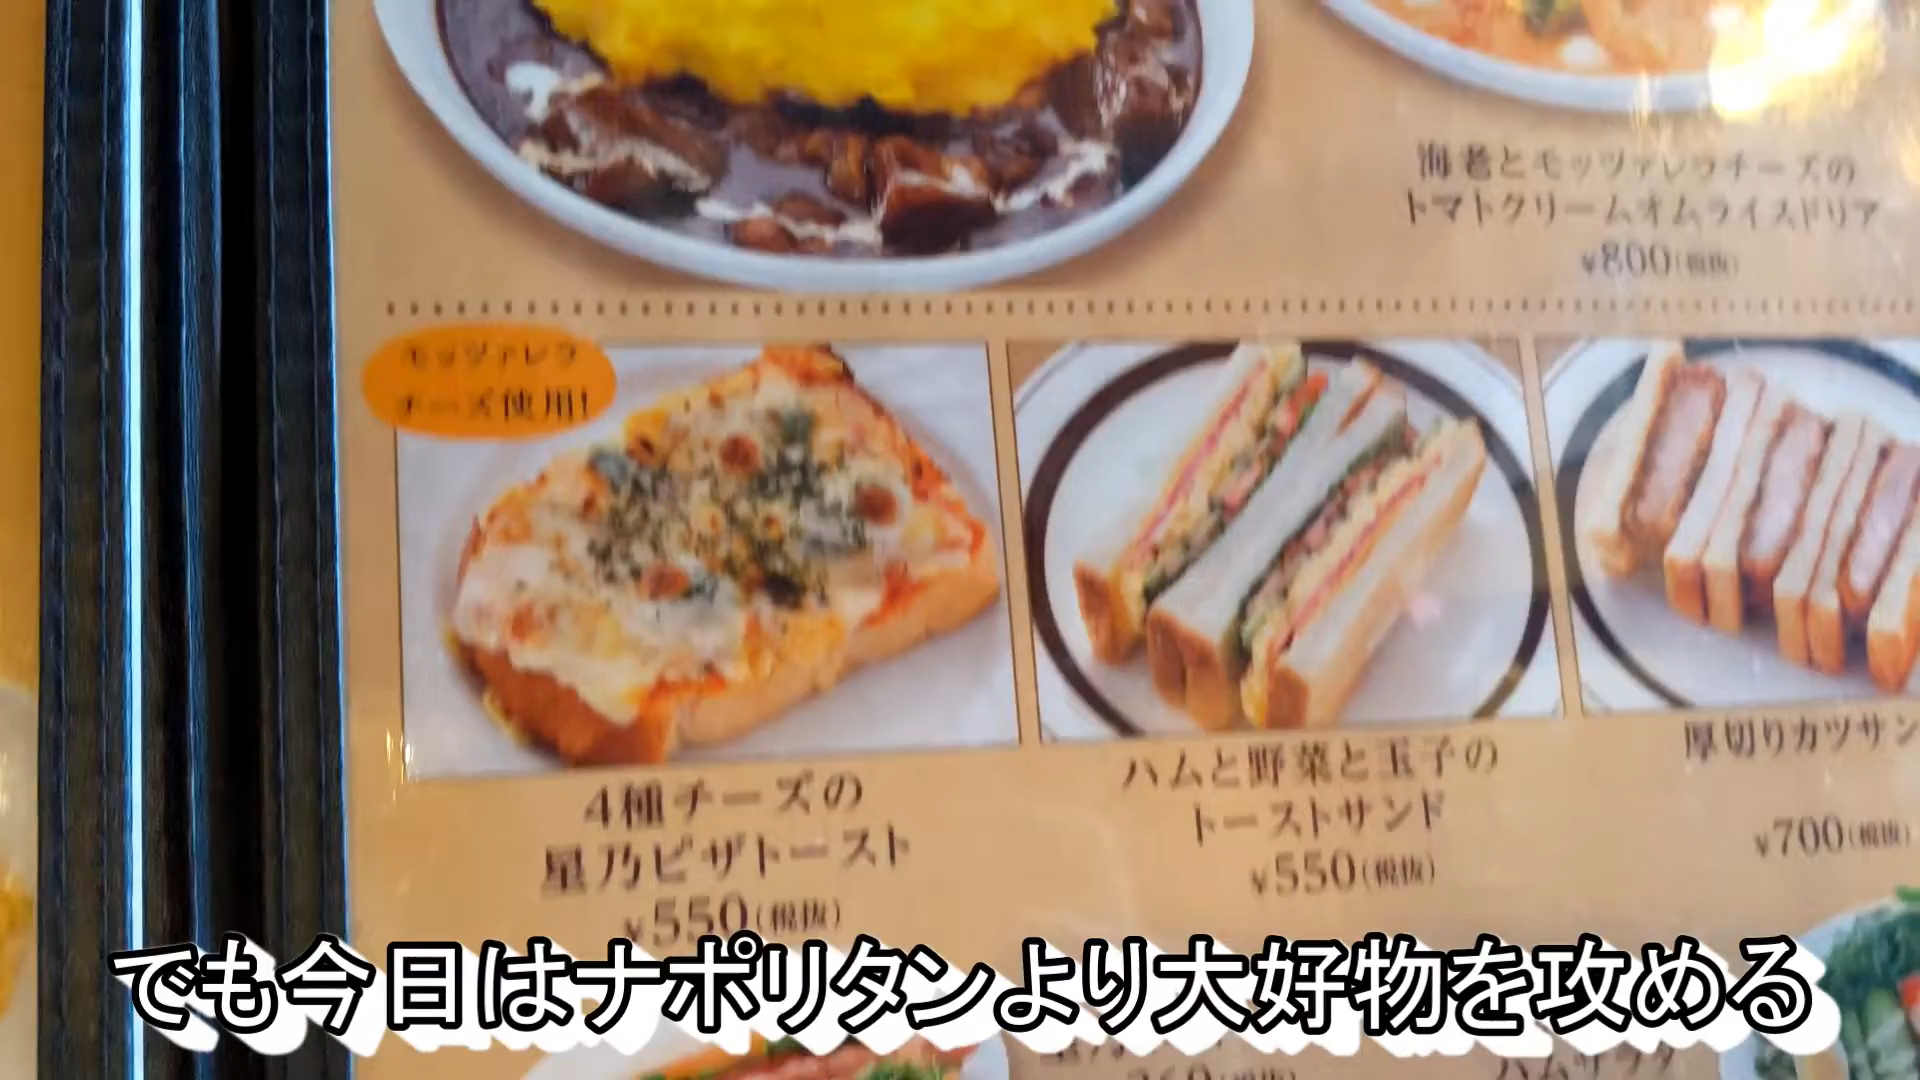 海老とモッツァレラチーズの
トマトクリームオムライスドリア
¥800(税抜)
モッツァレラ
チーズ使用!
4種チーズの
星乃ピザトースト
¥550(税抜)
ハムと野菜と玉子の
トーストサンド
¥550(税抜)
厚切りカツサン
¥700(税抜)
でも今日はナポリタンより大好物を攻める
ハムサラダ